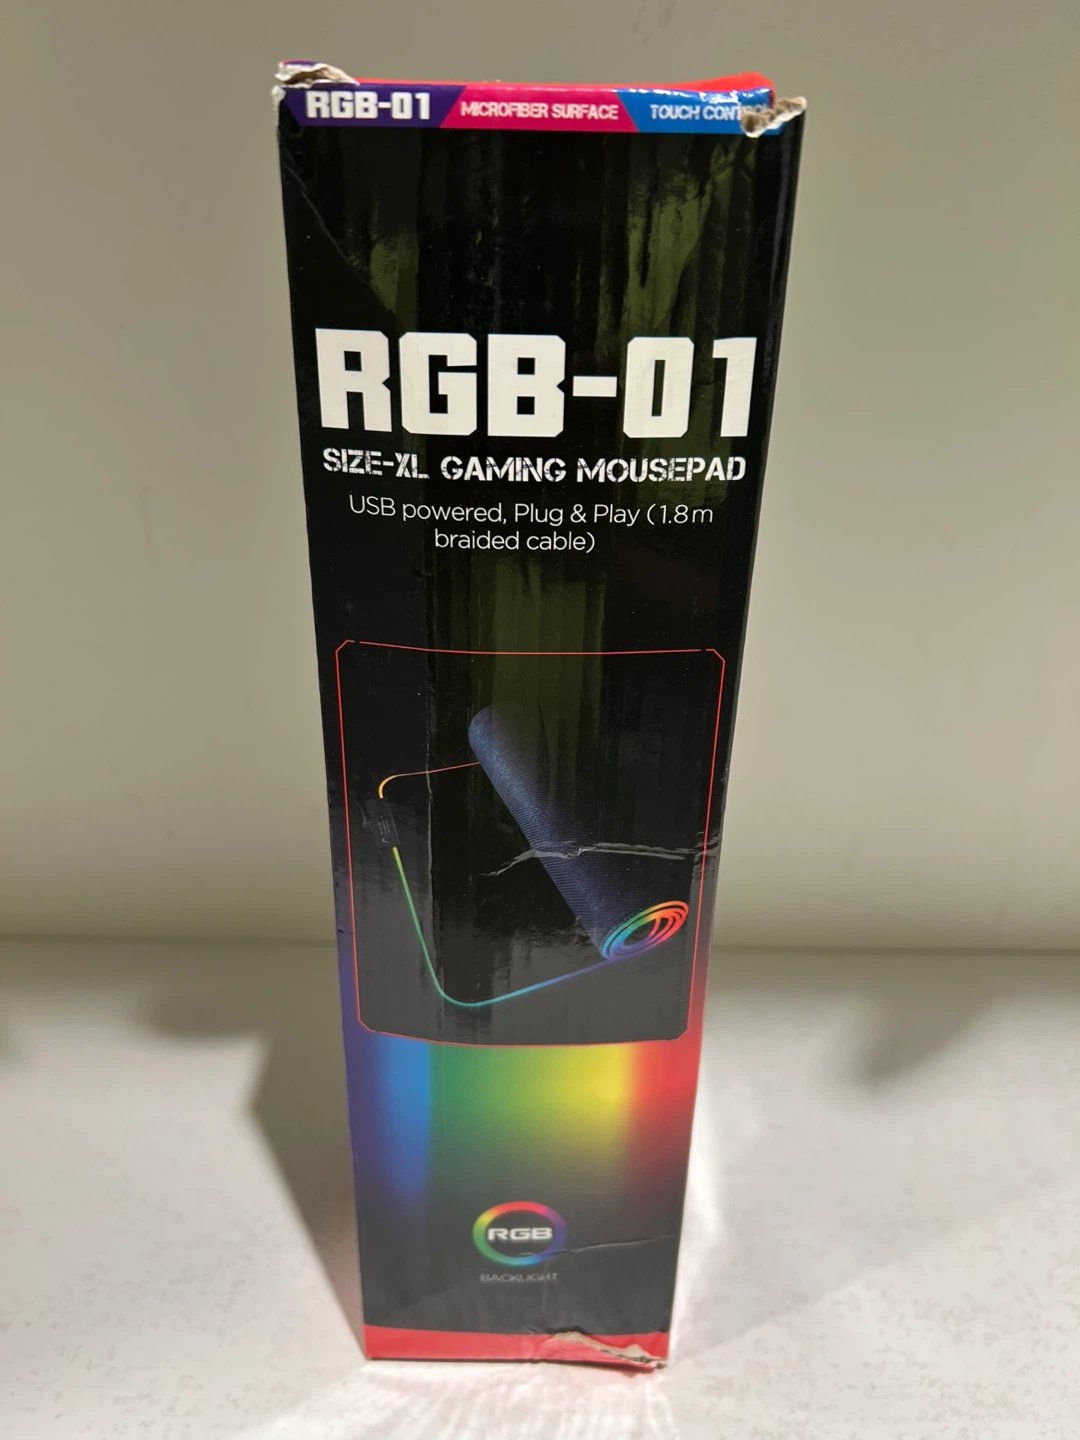 RGB-01 MICROFIBER SURFACE TOUCH
RGB-01
SIZE-XL GAMING MOUSEPAD
USB powered, Plug & Play (1.8m
braided cable)
RGB
BACKLIGHT